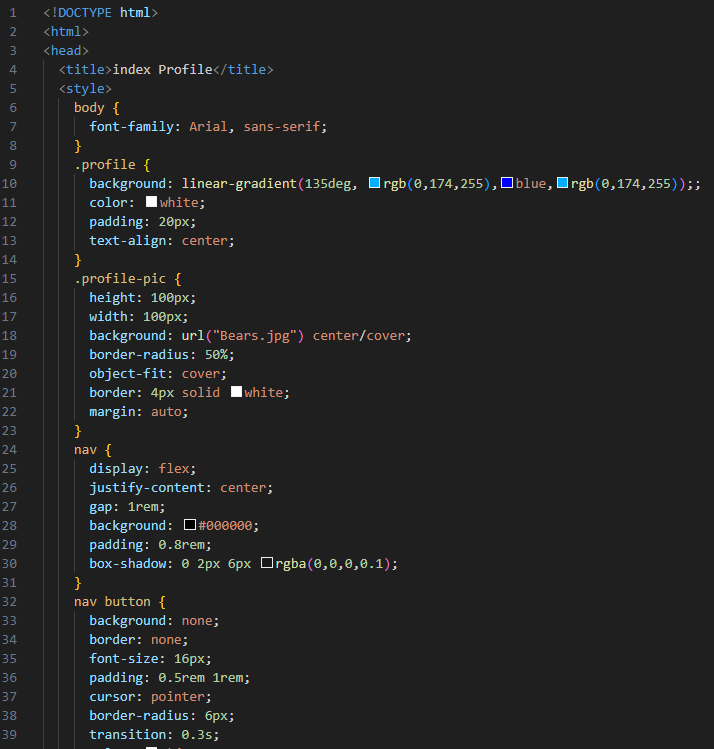 1 <!DOCTYPE html>
2 <html>
3 <head>
4 <title>index Profile</title>
5 <style>
6 body {
7 font-family: Arial, sans-serif;
8 }
9 .profile {
10 background: linear-gradient(135deg, rgb(0,174,255),blue,rgb(0,174,255));;
11 color: white;
12 padding: 20px;
13 text-align: center;
14 }
15 .profile-pic {
16 height: 100px;
17 width: 100px;
18 background: url("Bears.jpg") center/cover;
19 border-radius: 50%;
20 object-fit: cover;
21 border: 4px solid white;
22 margin: auto;
23 }
24 nav {
25 display: flex;
26 justify-content: center;
27 gap: 1rem;
28 background: #000000;
29 padding: 0.8rem;
30 box-shadow: 0 2px 6px rgba(0,0,0,0.1);
31 }
32 nav button {
33 background: none;
34 border: none;
35 font-size: 16px;
36 padding: 0.5rem 1rem;
37 cursor: pointer;
38 border-radius: 6px;
39 transition: 0.3s;